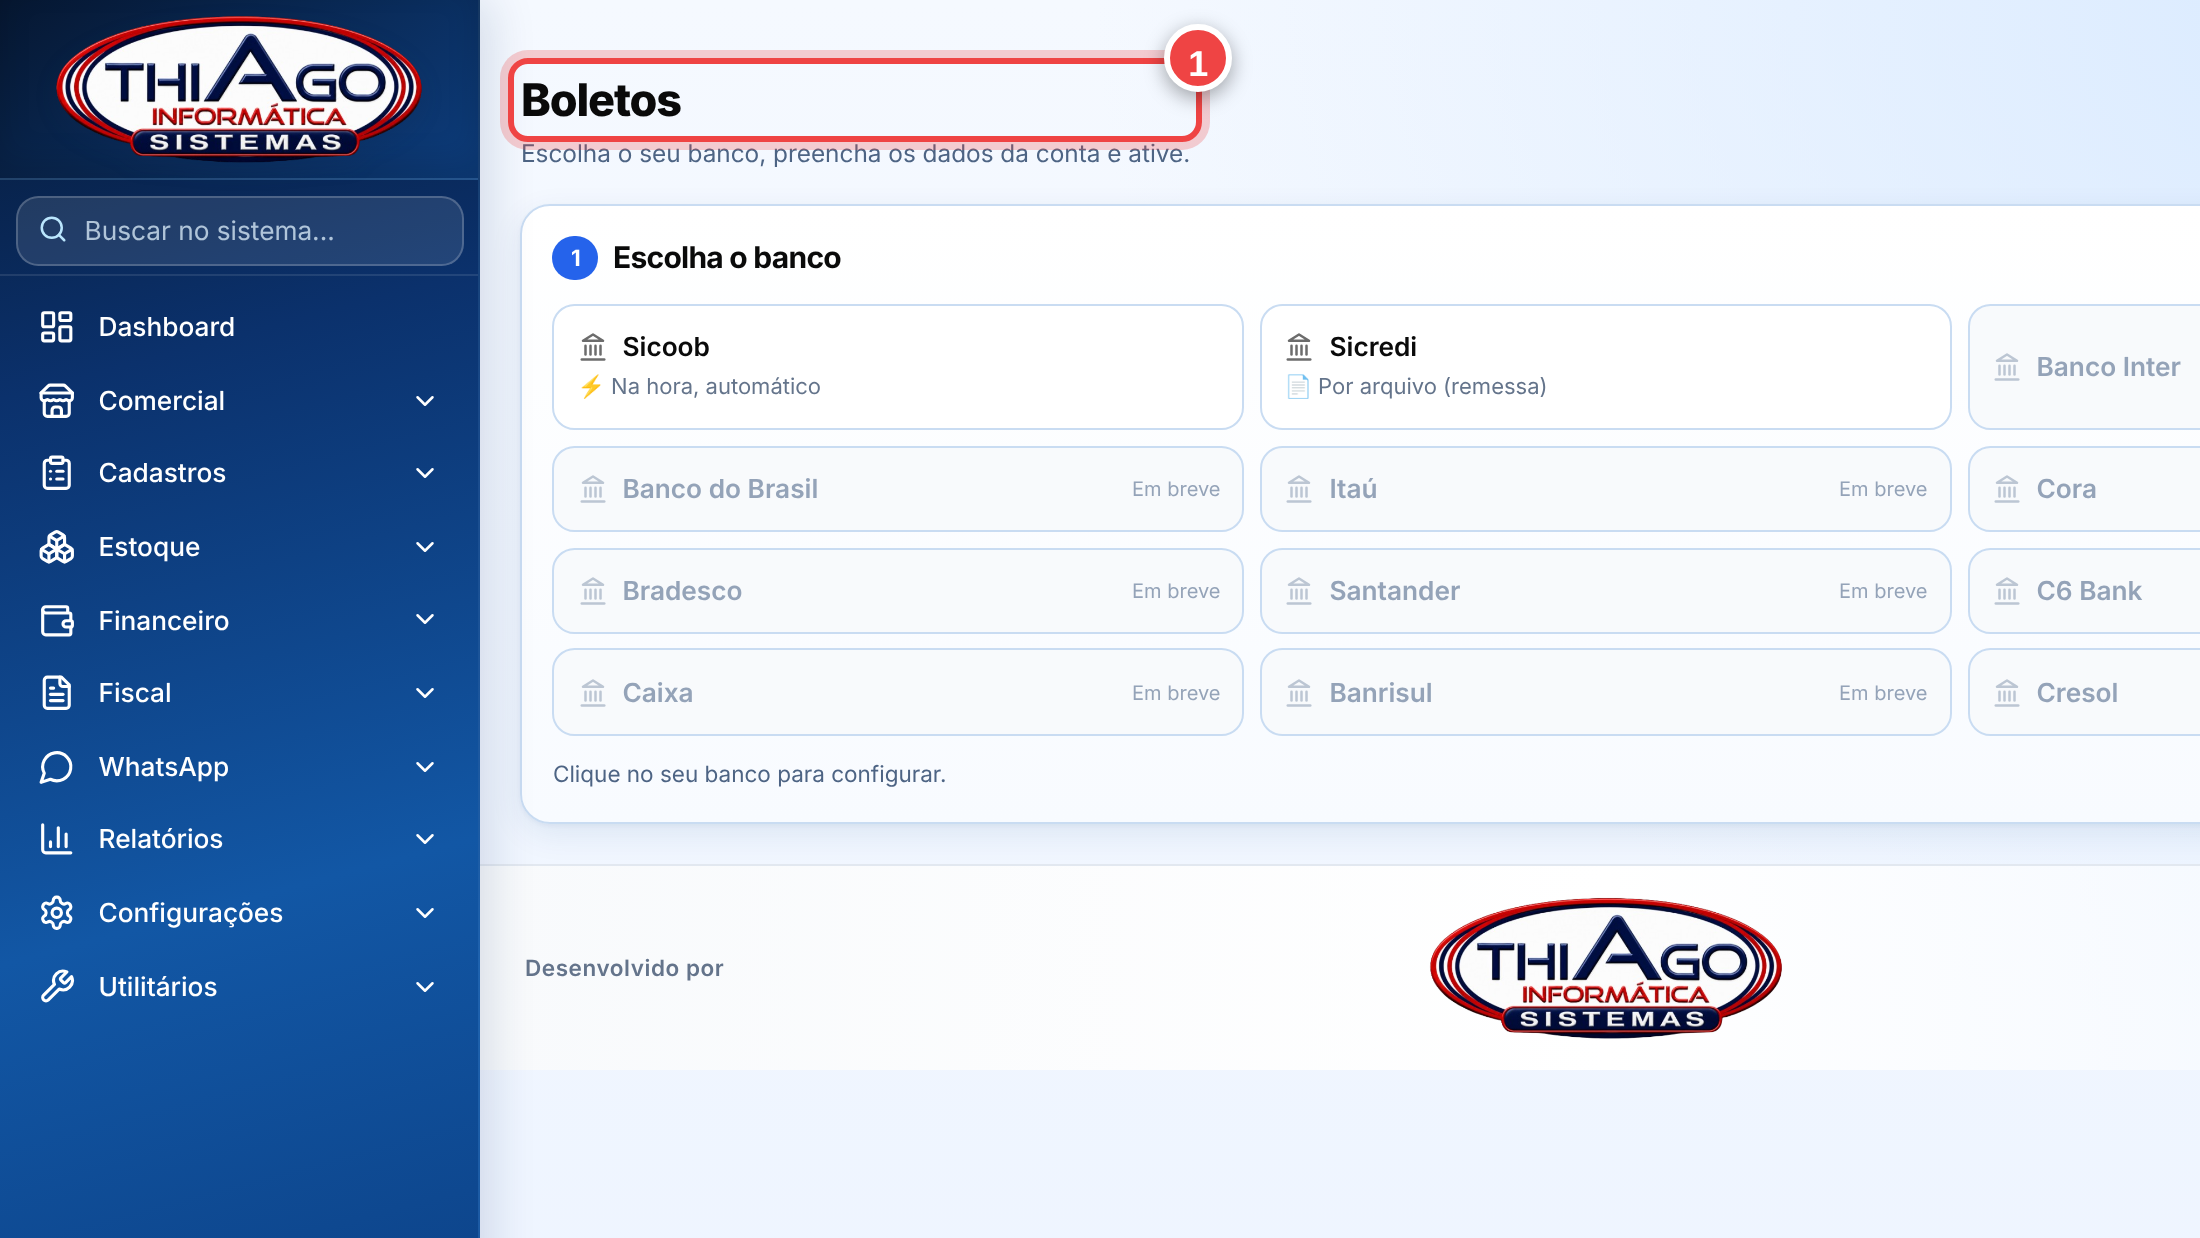 THIAGO
INFORMÁTICA
SISTEMAS
Buscar no sistema...
Dashboard
Comercial
Cadastros
Estoque
Financeiro
Fiscal
WhatsApp
Relatórios
Configurações
Utilitários
1
Boletos
Escolha o seu banco, preencha os dados da conta e ative.
1 Escolha o banco
Sicoob
Na hora, automático
Sicredi
Por arquivo (remessa)
Banco Inter
Banco do Brasil Em breve
Itaú Em breve
Cora
Bradesco Em breve
Santander Em breve
C6 Bank
Caixa Em breve
Banrisul Em breve
Cresol
Clique no seu banco para configurar.
Desenvolvido por
THIAGO
INFORMÁTICA
SISTEMAS